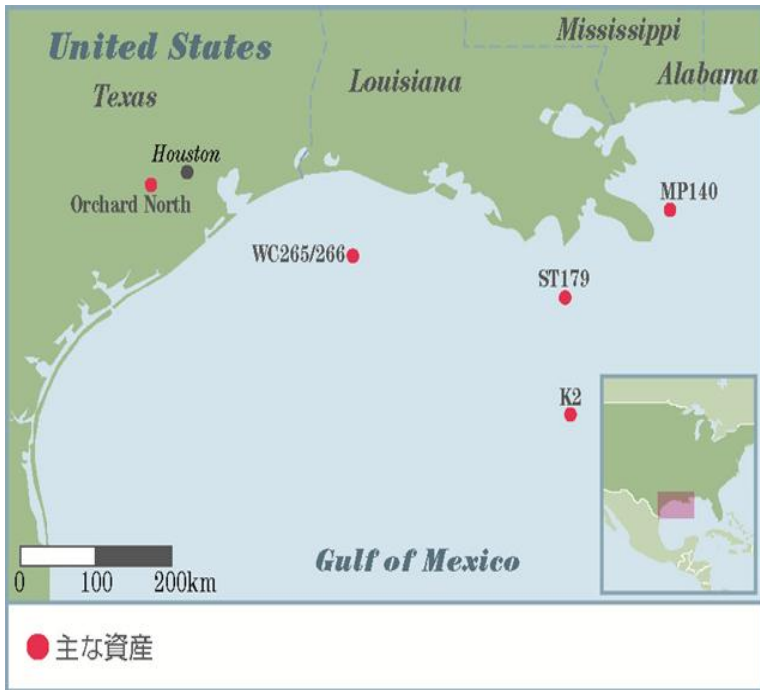 United States
Mississippi
Alabama
Louisiana
Texas
Houston
Orchard North
MP140
WC265/266
ST179
K2
Gulf of Mexico
0 100 200km
主な資産